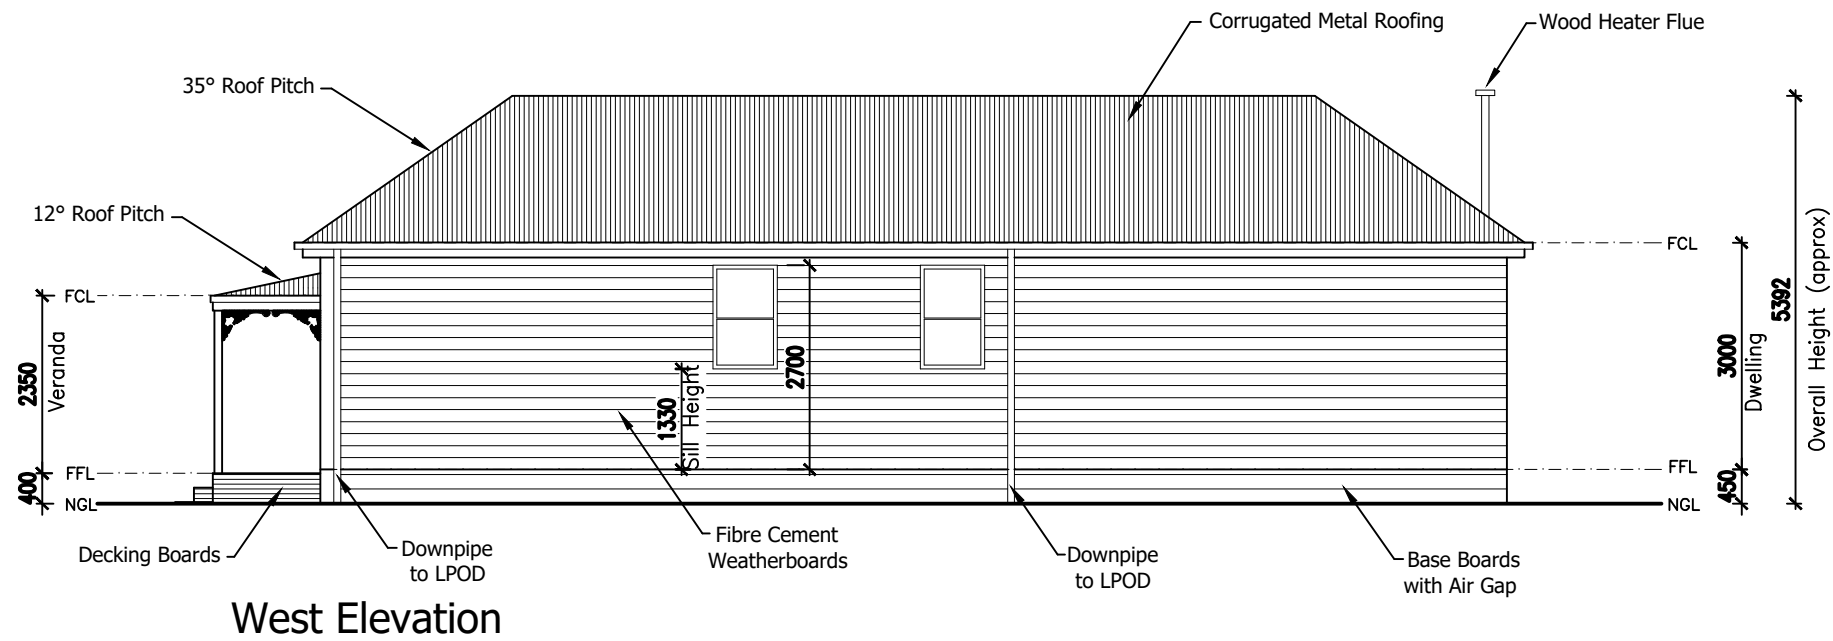 Corrugated Metal Roofing
Wood Heater Flue
35° Roof Pitch
12° Roof Pitch
FCL
FCL
2350
Veranda
1330
Sill Height
2700
3000
Dwelling
5392
Overall Height (approx)
FFL
FFL
400
450
NGL
NGL
Decking Boards
Downpipe
to LPOD
Fibre Cement
Weatherboards
Downpipe
to LPOD
Base Boards
with Air Gap
West Elevation